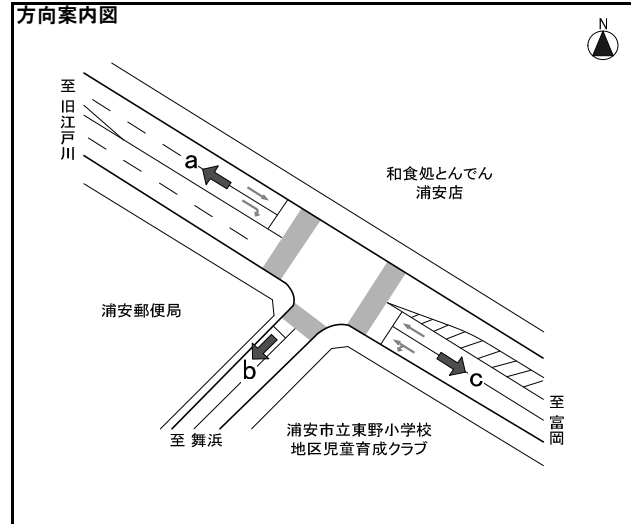 方向案内図
N
至旧江戸川
a
和食処とんでん
浦安店
浦安郵便局
b
c
至富岡
至 舞浜
浦安市立東野小学校
地区児童育成クラブ